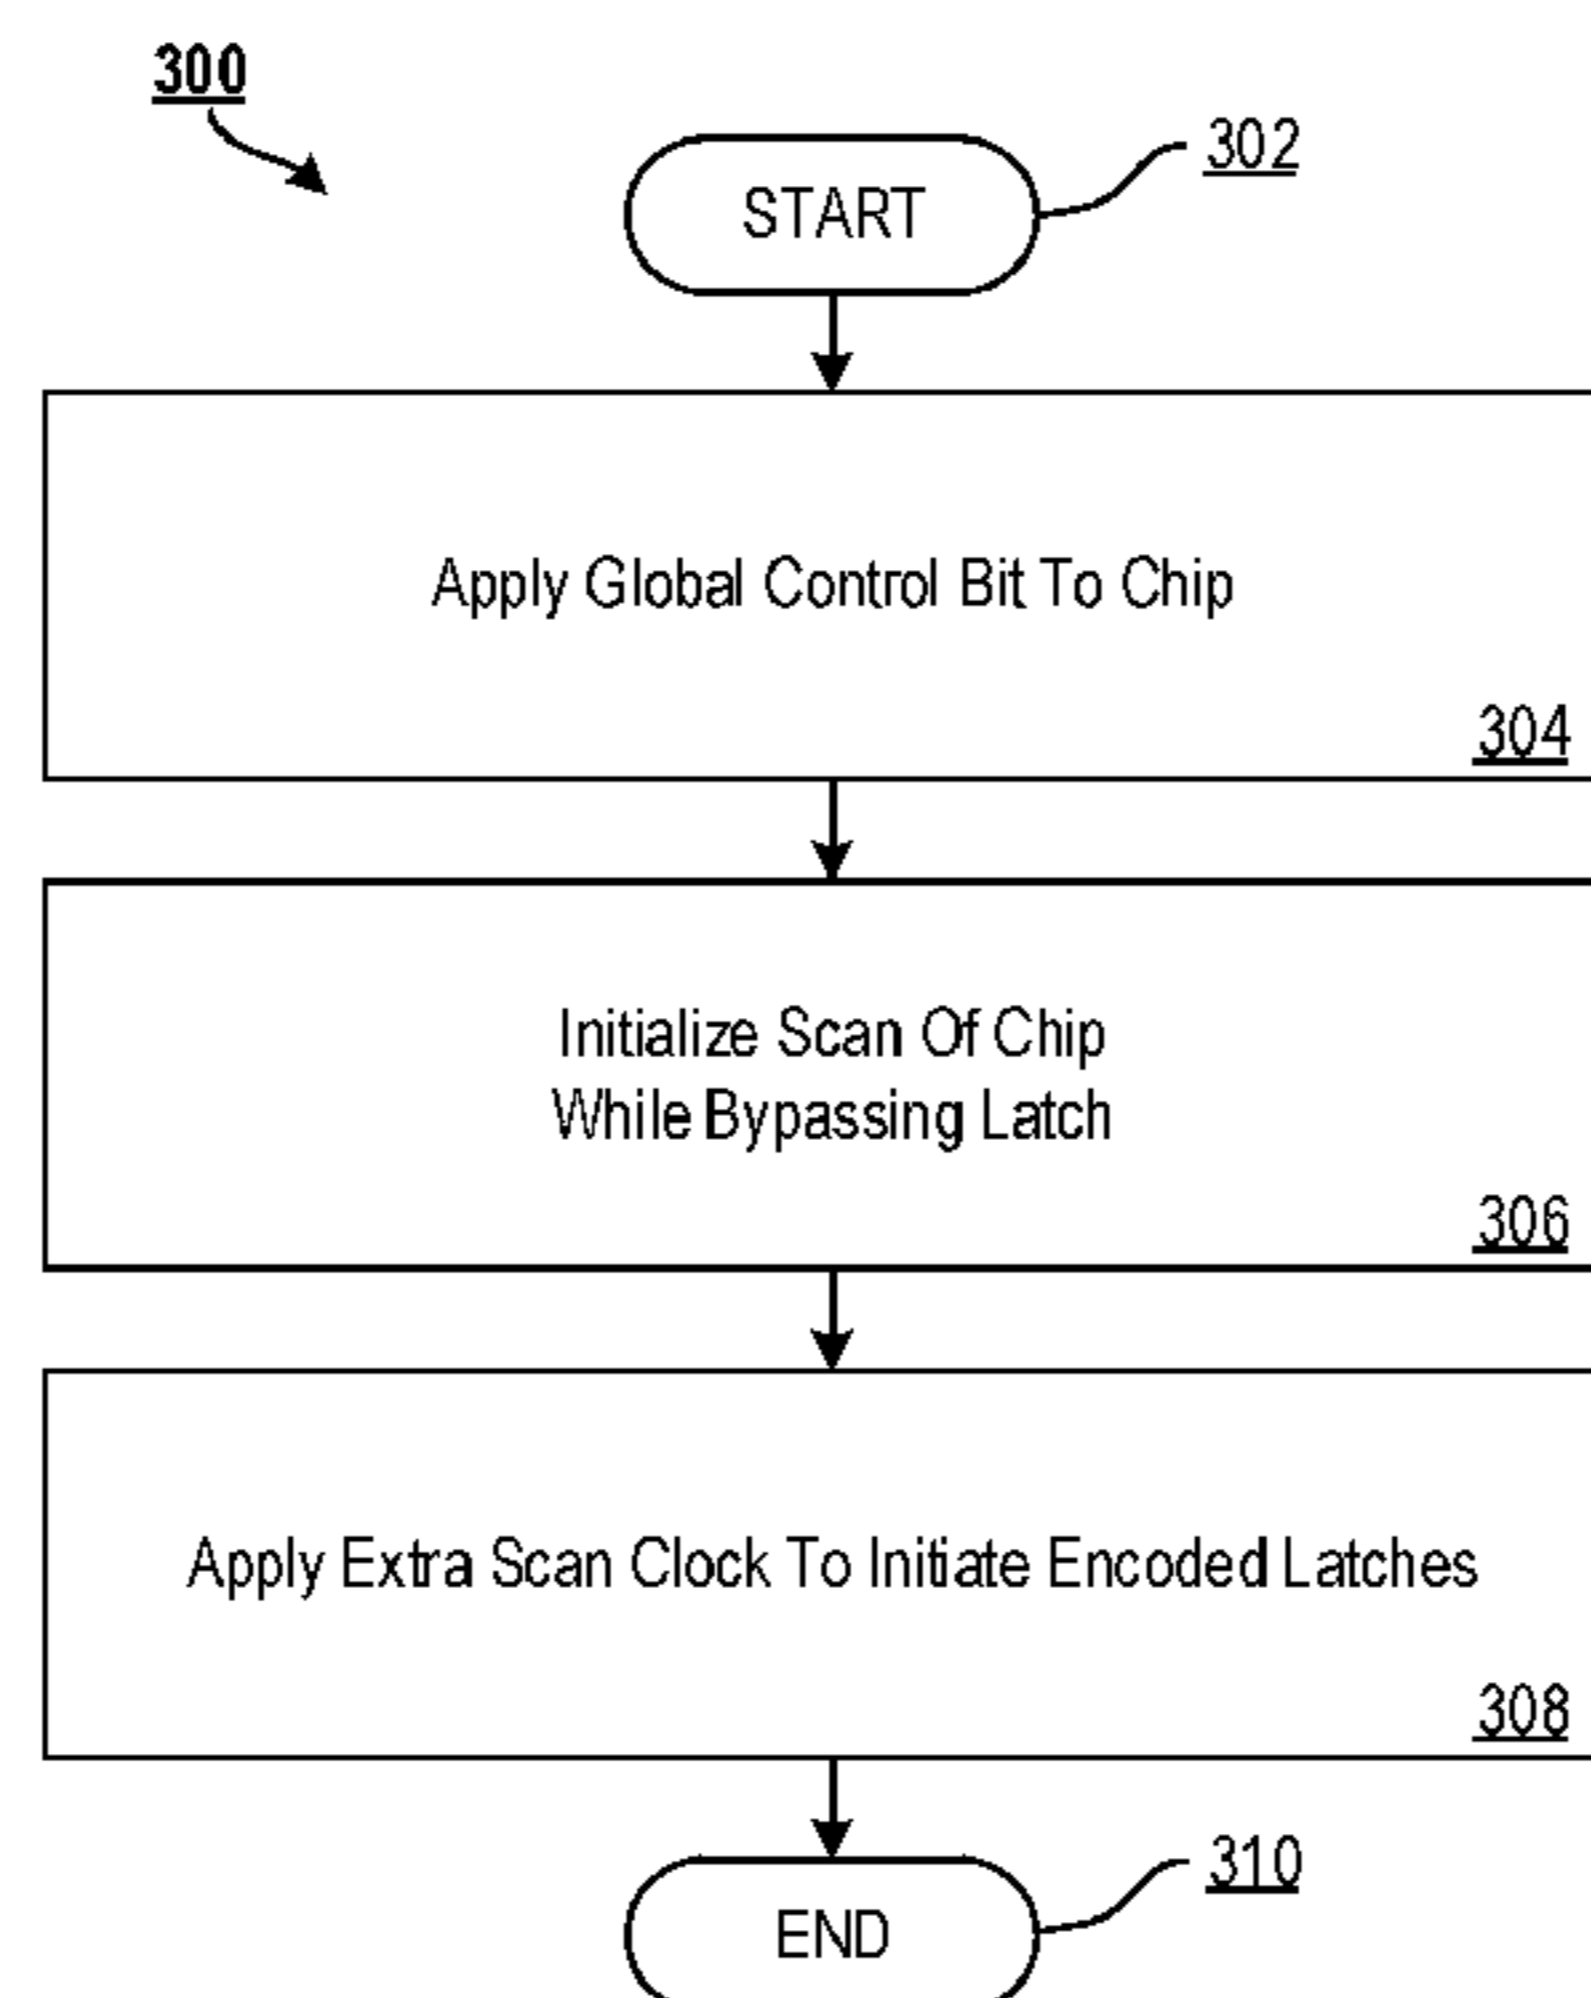 300
302
START
Apply Global Control Bit To Chip
304
Initialize Scan Of Chip
While Bypassing Latch
306
Apply Extra Scan Clock To Initiate Encoded Latches
308
310
END